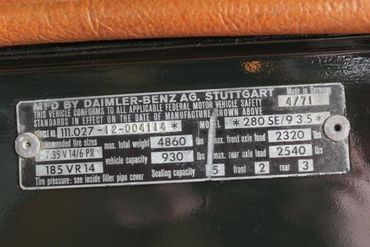 Made in Germany
MFD BY DAIMLER-BENZ AG, STUTTGART 4/71
THIS VEHICLE CONFORMS TO ALL APPLICABLE FEDERAL MOTOR VEHICLE SAFETY
STANDARDS IN EFFECT ON THE DATE OF MANUFACTURE SHOWN ABOVE
111.027-12-004114* MODEL *280 SE/9 3 5*
recommended tire sizes max. total weight 4860 max. front axle load 2320
7.35 V 14/6 PR vehicle capacity 930 max. rear axle load 2540
185 VR 14
Tire pressure: see inside filler pipe cover Seating capacity 5 front 2 rear 3